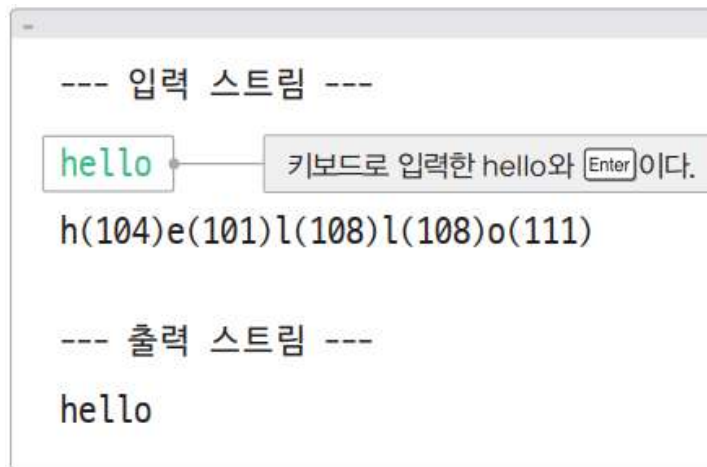 --- 입력 스트림 ---
hello
키보드로 입력한 hello와 Enter이다.
h(104)e(101)l(108)l(108)o(111)
--- 출력 스트림 ---
hello